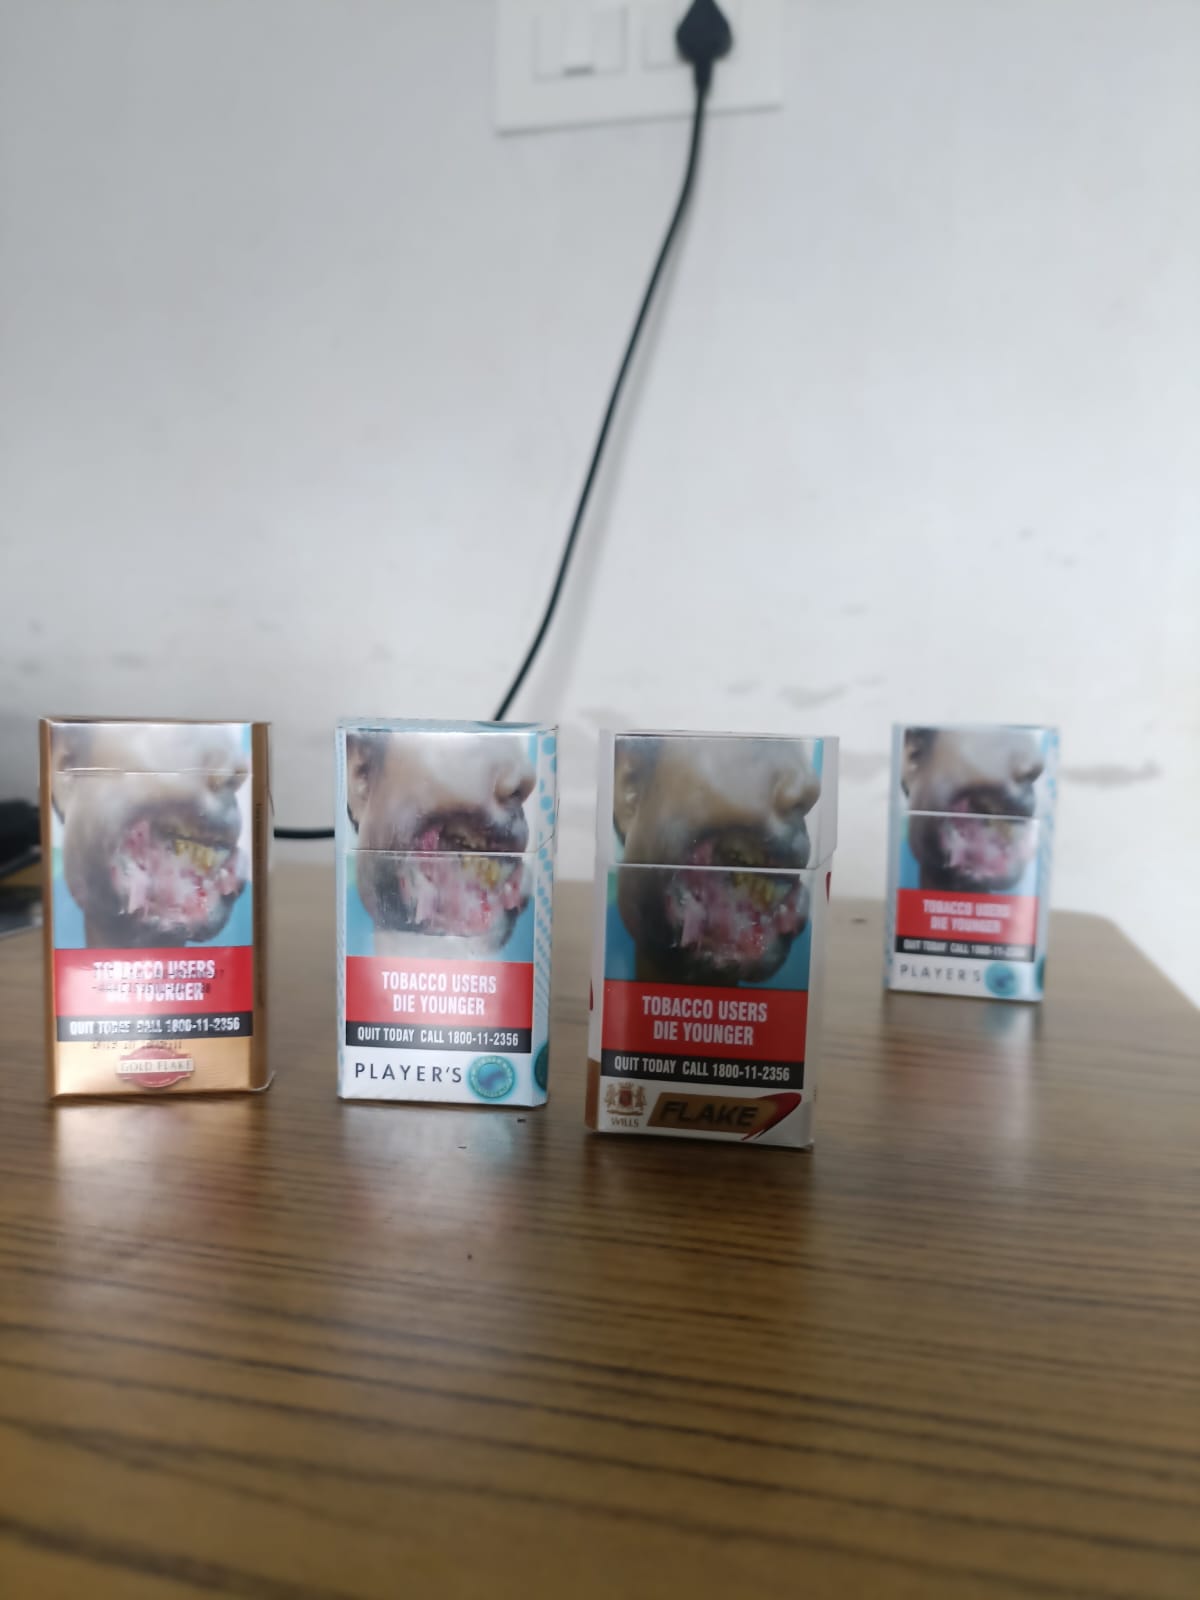 TOBACCO USERS
DIE YOUNGER
QUIT TODAY CALL 1800-11-2356
GOLD FLAKE
TOBACCO USERS
DIE YOUNGER
QUIT TODAY CALL 1800-11-2356
PLAYER'S
TOBACCO USERS
DIE YOUNGER
QUIT TODAY CALL 1800-11-2356
WILLS
FLAKE
TOBACCO USERS
DIE YOUNGER
QUIT TODAY CALL 1800-11-2356
PLAYER'S